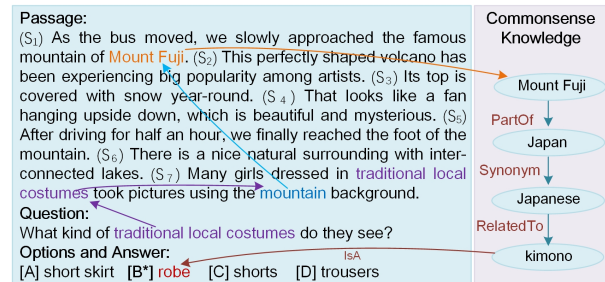 Passage:
(S₁) As the bus moved, we slowly approached the famous
mountain of Mount Fuji. (S₂) This perfectly shaped volcano has
been experiencing big popularity among artists. (S₃) Its top is
covered with snow year-round. (S₄) That looks like a fan
hanging upside down, which is beautiful and mysterious. (S₅)
After driving for half an hour, we finally reached the foot of the
mountain. (S₆) There is a nice natural surrounding with inter-
connected lakes. (S₇) Many girls dressed in traditional local
costumes took pictures using the mountain background.
Question:
What kind of traditional local costumes do they see?
Options and Answer:
[A] short skirt [B*] robe [C] shorts [D] trousers
IsA
Commonsense
Knowledge
Mount Fuji
PartOf
Japan
Synonym
Japanese
RelatedTo
kimono